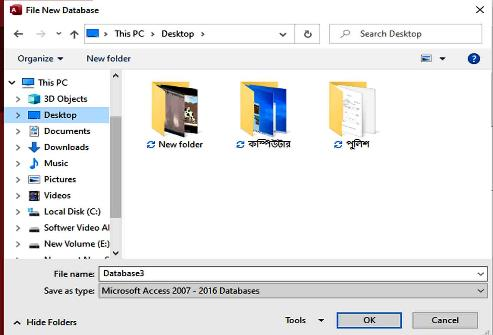 File New Database
This PC > Desktop >
Search Desktop
Organize
New folder
This PC
3D Objects
Desktop
Documents
Downloads
Music
Pictures
Videos
Local Disk (C:)
Softwer Video Al
New Volume (E:)
New folder
কম্পিউটার
পুলিশ
File name: Database3
Save as type: Microsoft Access 2007 - 2016 Databases
Hide Folders
Tools
OK
Cancel